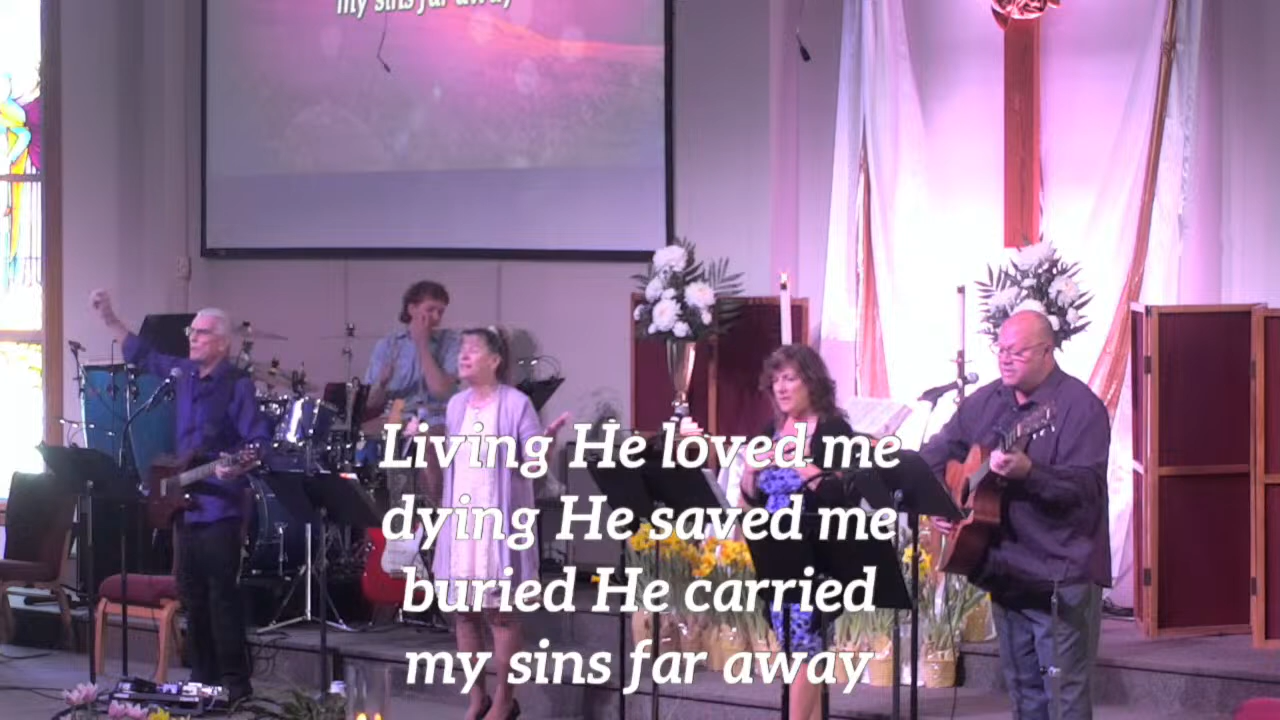 my sins far away
Living He loved me
dying He saved me
buried He carried
my sins far away